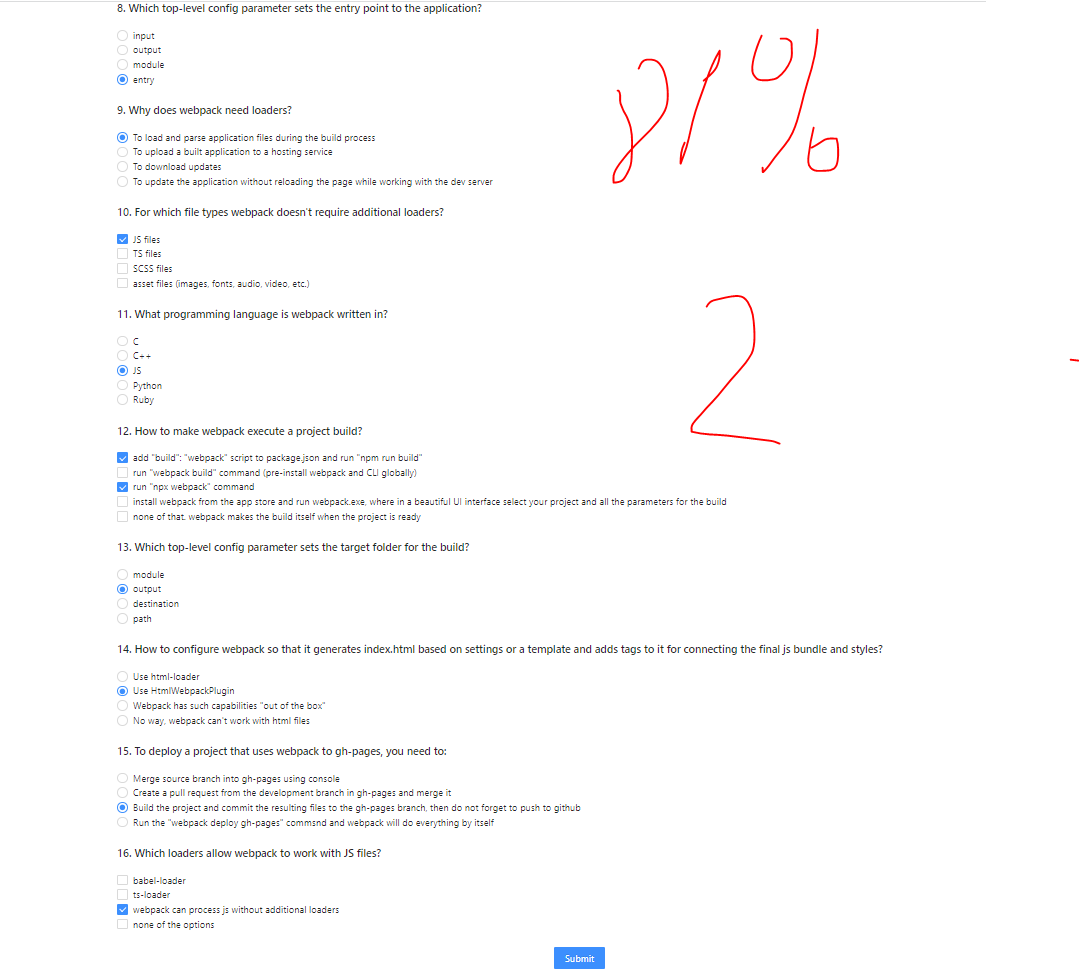 8. Which top-level config parameter sets the entry point to the application?
input
output
module
entry
81%
9. Why does webpack need loaders?
To load and parse application files during the build process
To upload a built application to a hosting service
To download updates
To update the application without reloading the page while working with the dev server
10. For which file types webpack doesn't require additional loaders?
JS files
TS files
SCSS files
asset files (images, fonts, audio, video, etc.)
11. What programming language is webpack written in?
C
C++
JS
Python
Ruby
2
12. How to make webpack execute a project build?
add "build": "webpack" script to package.json and run "npm run build"
run "webpack build" command (pre-install webpack and CLI globally)
run "npx webpack" command
install webpack from the app store and run webpack.exe, where in a beautiful UI interface select your project and all the parameters for the build
none of that. webpack makes the build itself when the project is ready
13. Which top-level config parameter sets the target folder for the build?
module
output
destination
path
14. How to configure webpack so that it generates index.html based on settings or a template and adds tags to it for connecting the final js bundle and styles?
Use html-loader
Use HtmlWebpackPlugin
Webpack has such capabilities "out of the box"
No way, webpack can't work with html files
15. To deploy a project that uses webpack to gh-pages, you need to:
Merge source branch into gh-pages using console
Create a pull request from the development branch in gh-pages and merge it
Build the project and commit the resulting files to the gh-pages branch, then do not forget to push to github
Run the "webpack deploy gh-pages" commsnd and webpack will do everything by itself
16. Which loaders allow webpack to work with JS files?
babel-loader
ts-loader
webpack can process js without additional loaders
none of the options
Submit